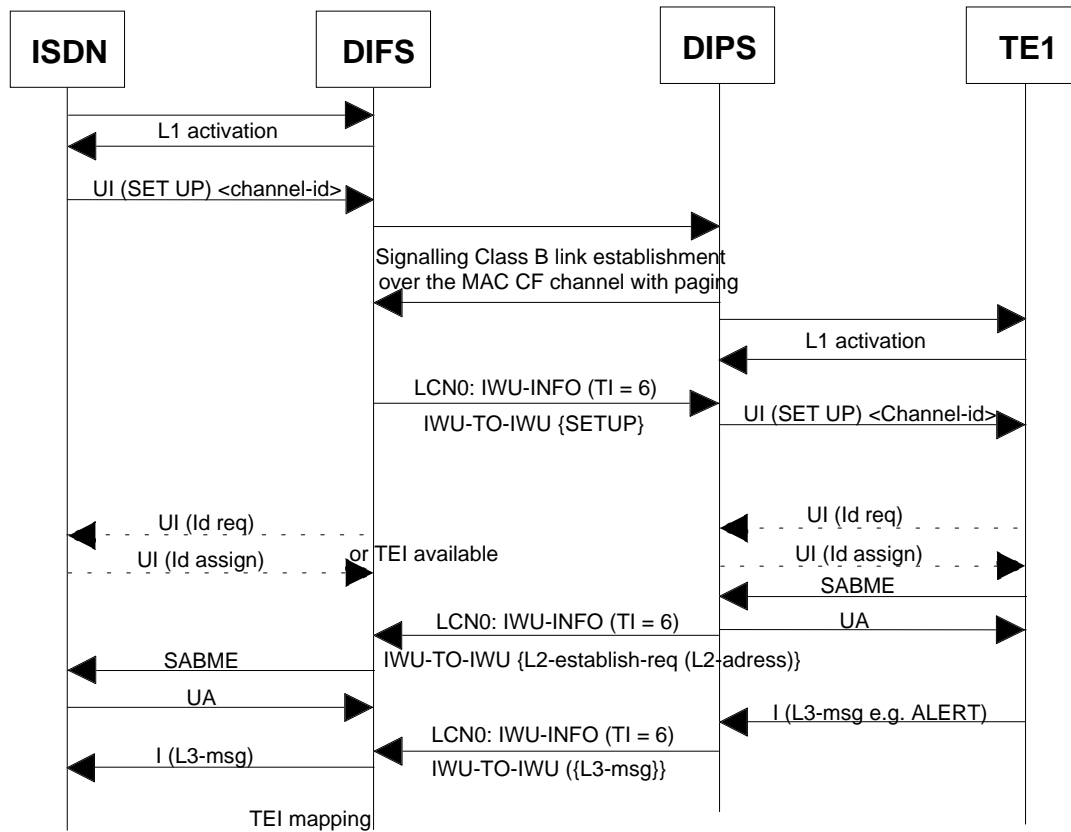 ISDN DIFS DIPS TE1
L1 activation
UI (SET UP) <channel-id>
Signalling Class B link establishment
over the MAC CF channel with paging
L1 activation
LCN0: IWU-INFO (TI = 6)
IWU-TO-IWU {SETUP}
UI (SET UP) <Channel-id>
UI (Id req)
UI (Id req)
or TEI available
UI (Id assign)
UI (Id assign)
SABME
LCN0: IWU-INFO (TI = 6)
UA
SABME
IWU-TO-IWU {L2-establish-req (L2-adress)}
UA
I (L3-msg e.g. ALERT)
LCN0: IWU-INFO (TI = 6)
I (L3-msg)
IWU-TO-IWU ({L3-msg}}
TEI mapping